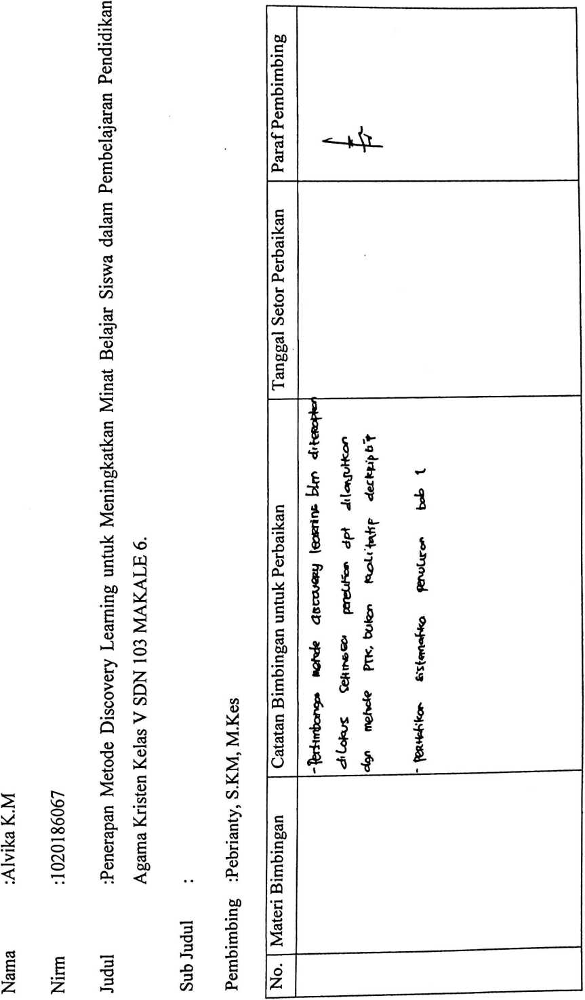 Nama :Alvika K.M
Nirm :1020186067
Judul :Penerapan Metode Discovery Learning untuk Meningkatkan Minat Belajar Siswa dalam Pembelajaran Pendidikan
Agama Kristen Kelas V SDN 103 MAKALE 6.
Sub Judul :
Pembimbing :Pebrianty, S.KM, M.Kes
No. Materi Bimbingan Catatan Bimbingan untuk Perbaikan Tanggal Setor Perbaikan Paraf Pembimbing
- Pertimbangan metode discovery learning blm diterapkan
dilokus sehingga penelitian dpt dilanjutkan
dgn metode PTK, bukan kualitatif deskriptif
- perhatikan sistematika penulisan bab 1